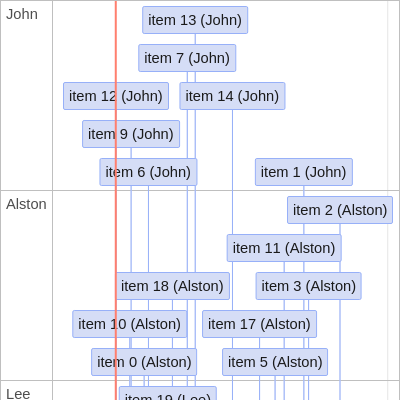 John
item 13 (John)
item 7 (John)
item 12 (John)
item 14 (John)
item 9 (John)
item 6 (John)
item 1 (John)
Alston
item 2 (Alston)
item 11 (Alston)
item 18 (Alston)
item 3 (Alston)
item 10 (Alston)
item 17 (Alston)
item 0 (Alston)
item 5 (Alston)
Lee
item 19 (Lee)